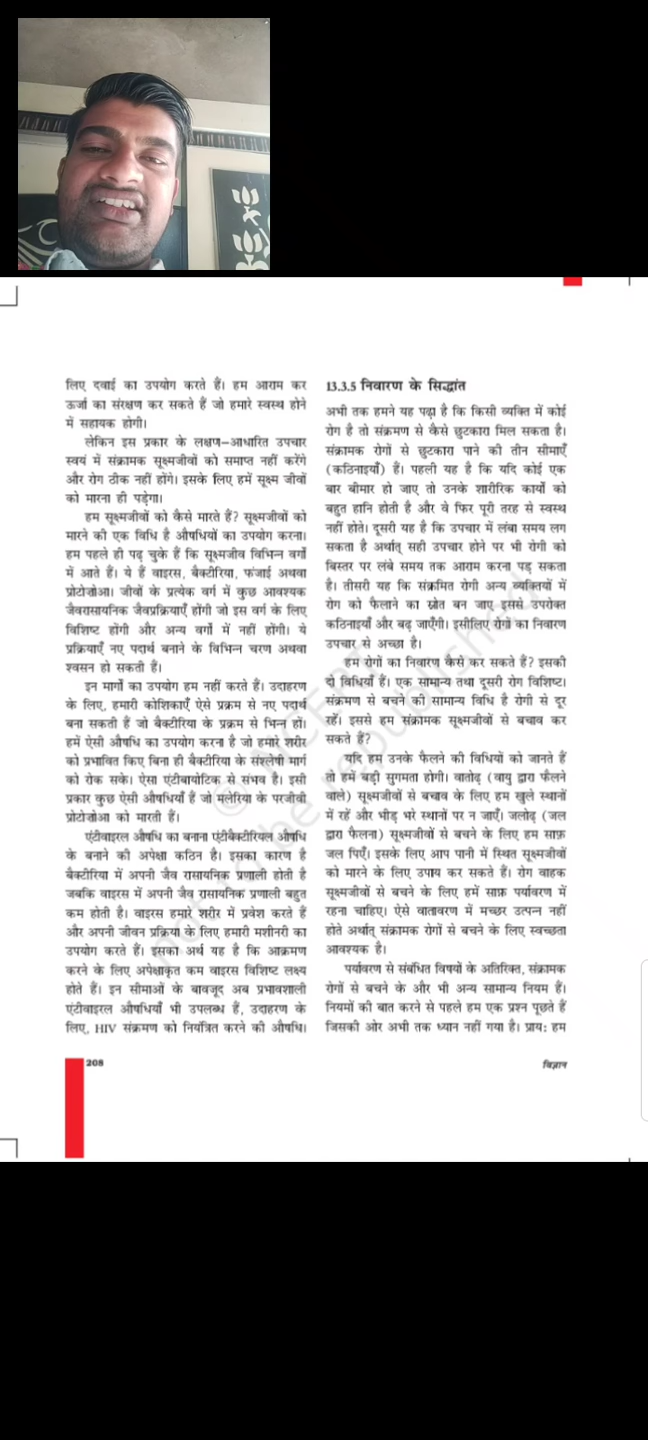 लिए दवाई का उपयोग करते हैं। हम आराम कर
ऊर्जा का संरक्षण कर सकते हैं जो हमारे स्वस्थ होने
में सहायक होगी।
लेकिन इस प्रकार के लक्षण–आधारित उपचार
स्वयं में संक्रामक सूक्ष्मजीवों को समाप्त नहीं करेंगे
और रोग ठीक नहीं होंगे। इसके लिए हमें सूक्ष्म जीवों
को मारना ही पड़ेगा।
हम सूक्ष्मजीवों को कैसे मारते हैं? सूक्ष्मजीवों को
मारने की एक विधि है औषधियों का उपयोग करना।
हम पहले ही पढ़ चुके हैं कि सूक्ष्मजीव विभिन्न वर्गों
में आते हैं। ये हैं वाइरस, बैक्टीरिया, फंजाई अथवा
प्रोटोज़ोआ। जीवों के प्रत्येक वर्ग में कुछ आवश्यक
जैवरासायनिक जैवप्रक्रियाएँ होंगी जो इस वर्ग के लिए
विशिष्ट होंगी और अन्य वर्गों में नहीं होंगी। ये
प्रक्रियाएँ नए पदार्थ बनाने के विभिन्न चरण अथवा
श्वसन हो सकती हैं।
इन मार्गों का उपयोग हम नहीं करते हैं। उदाहरण
के लिए, हमारी कोशिकाएँ ऐसे प्रक्रम से नए पदार्थ
बना सकती हैं जो बैक्टीरिया के प्रक्रम से भिन्न हों।
हमें ऐसी औषधि का उपयोग करना है जो हमारे शरीर
को प्रभावित किए बिना ही बैक्टीरिया के संश्लेषी मार्ग
को रोक सके। ऐसा एंटीबायोटिक से संभव है। इसी
प्रकार कुछ ऐसी औषधियाँ हैं जो मलेरिया के परजीवी
प्रोटोज़ोआ को मारती हैं।
एंटीवाइरल औषधि का बनाना एंटीबैक्टीरियल औषधि
के बनाने की अपेक्षा कठिन है। इसका कारण है
बैक्टीरिया में अपनी जैव रासायनिक प्रणाली होती है
जबकि वाइरस में अपनी जैव रासायनिक प्रणाली बहुत
कम होती है। वाइरस हमारे शरीर में प्रवेश करते हैं
और अपनी जीवन प्रक्रिया के लिए हमारी मशीनरी का
उपयोग करते हैं। इसका अर्थ यह है कि आक्रमण
करने के लिए अपेक्षाकृत कम वाइरस विशिष्ट लक्ष्य
होते हैं। इन सीमाओं के बावजूद अब प्रभावशाली
एंटीवाइरल औषधियाँ भी उपलब्ध हैं, उदाहरण के
लिए, HIV संक्रमण को नियंत्रित करने की औषधि।
13.3.5 निवारण के सिद्धांत
अभी तक हमने यह पढ़ा है कि किसी व्यक्ति में कोई
रोग है तो संक्रमण से कैसे छुटकारा मिल सकता है।
संक्रामक रोगों से छुटकारा पाने की तीन सीमाएँ
(कठिनाइयाँ) हैं। पहली यह है कि यदि कोई एक
बार बीमार हो जाए तो उनके शारीरिक कार्यों को
बहुत हानि होती है और वे फिर पूरी तरह से स्वस्थ
नहीं होते। दूसरी यह है कि उपचार में लंबा समय लग
सकता है अर्थात् सही उपचार होने पर भी रोगी को
बिस्तर पर लंबे समय तक आराम करना पड़ सकता
है। तीसरी यह कि संक्रमित रोगी अन्य व्यक्तियों में
रोग को फैलाने का स्रोत बन जाए इससे उपरोक्त
कठिनाइयाँ और बढ़ जाएँगी। इसीलिए रोगों का निवारण
उपचार से अच्छा है।
हम रोगों का निवारण कैसे कर सकते हैं? इसकी
दो विधियाँ हैं। एक सामान्य तथा दूसरी रोग विशिष्ट।
संक्रमण से बचने की सामान्य विधि है रोगी से दूर
रहें। इससे हम संक्रामक सूक्ष्मजीवों से बचाव कर
सकते हैं?
यदि हम उनके फैलने की विधियों को जानते हैं
तो हमें बड़ी सुगमता होगी। वातोढ़ (वायु द्वारा फैलने
वाले) सूक्ष्मजीवों से बचाव के लिए हम खुले स्थानों
में रहें और भीड़ भरे स्थानों पर न जाएँ। जलोढ़ (जल
द्वारा फैलना) सूक्ष्मजीवों से बचने के लिए हम साफ़
जल पिएँ। इसके लिए आप पानी में स्थित सूक्ष्मजीवों
को मारने के लिए उपाय कर सकते हैं। रोग वाहक
सूक्ष्मजीवों से बचने के लिए हमें साफ़ पर्यावरण में
रहना चाहिए। ऐसे वातावरण में मच्छर उत्पन्न नहीं
होते अर्थात् संक्रामक रोगों से बचने के लिए स्वच्छता
आवश्यक है।
पर्यावरण से संबंधित विषयों के अतिरिक्त, संक्रामक
रोगों से बचने के और भी अन्य सामान्य नियम हैं।
नियमों की बात करने से पहले हम एक प्रश्न पूछते हैं
जिसकी ओर अभी तक ध्यान नहीं गया है। प्राय: हम
208
विज्ञान